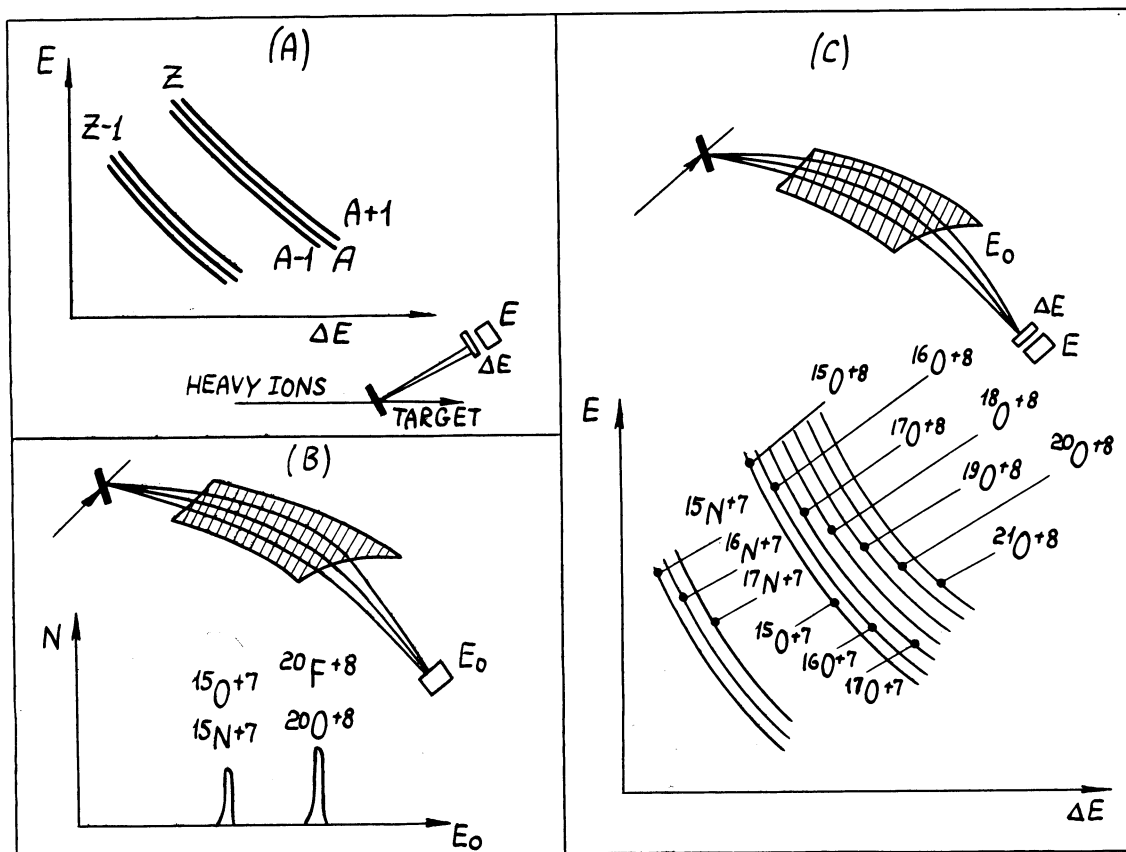 (A)
E
Z
Z-1
A+1
A-1 A
ΔE
E
ΔE
HEAVY IONS
TARGET
(B)
N
E₀
¹⁵O⁺⁷ ²⁰F⁺⁸
¹⁵N⁺⁷ ²⁰O⁺⁸
E₀
(C)
E₀
ΔE
E
E
¹⁵O⁺⁸
¹⁶O⁺⁸
¹⁷O⁺⁸
¹⁸O⁺⁸
¹⁹O⁺⁸
²⁰O⁺⁸
²¹O⁺⁸
¹⁵N⁺⁷
¹⁶N⁺⁷
¹⁷N⁺⁷
¹⁵O⁺⁷
¹⁶O⁺⁷
¹⁷O⁺⁷
ΔE